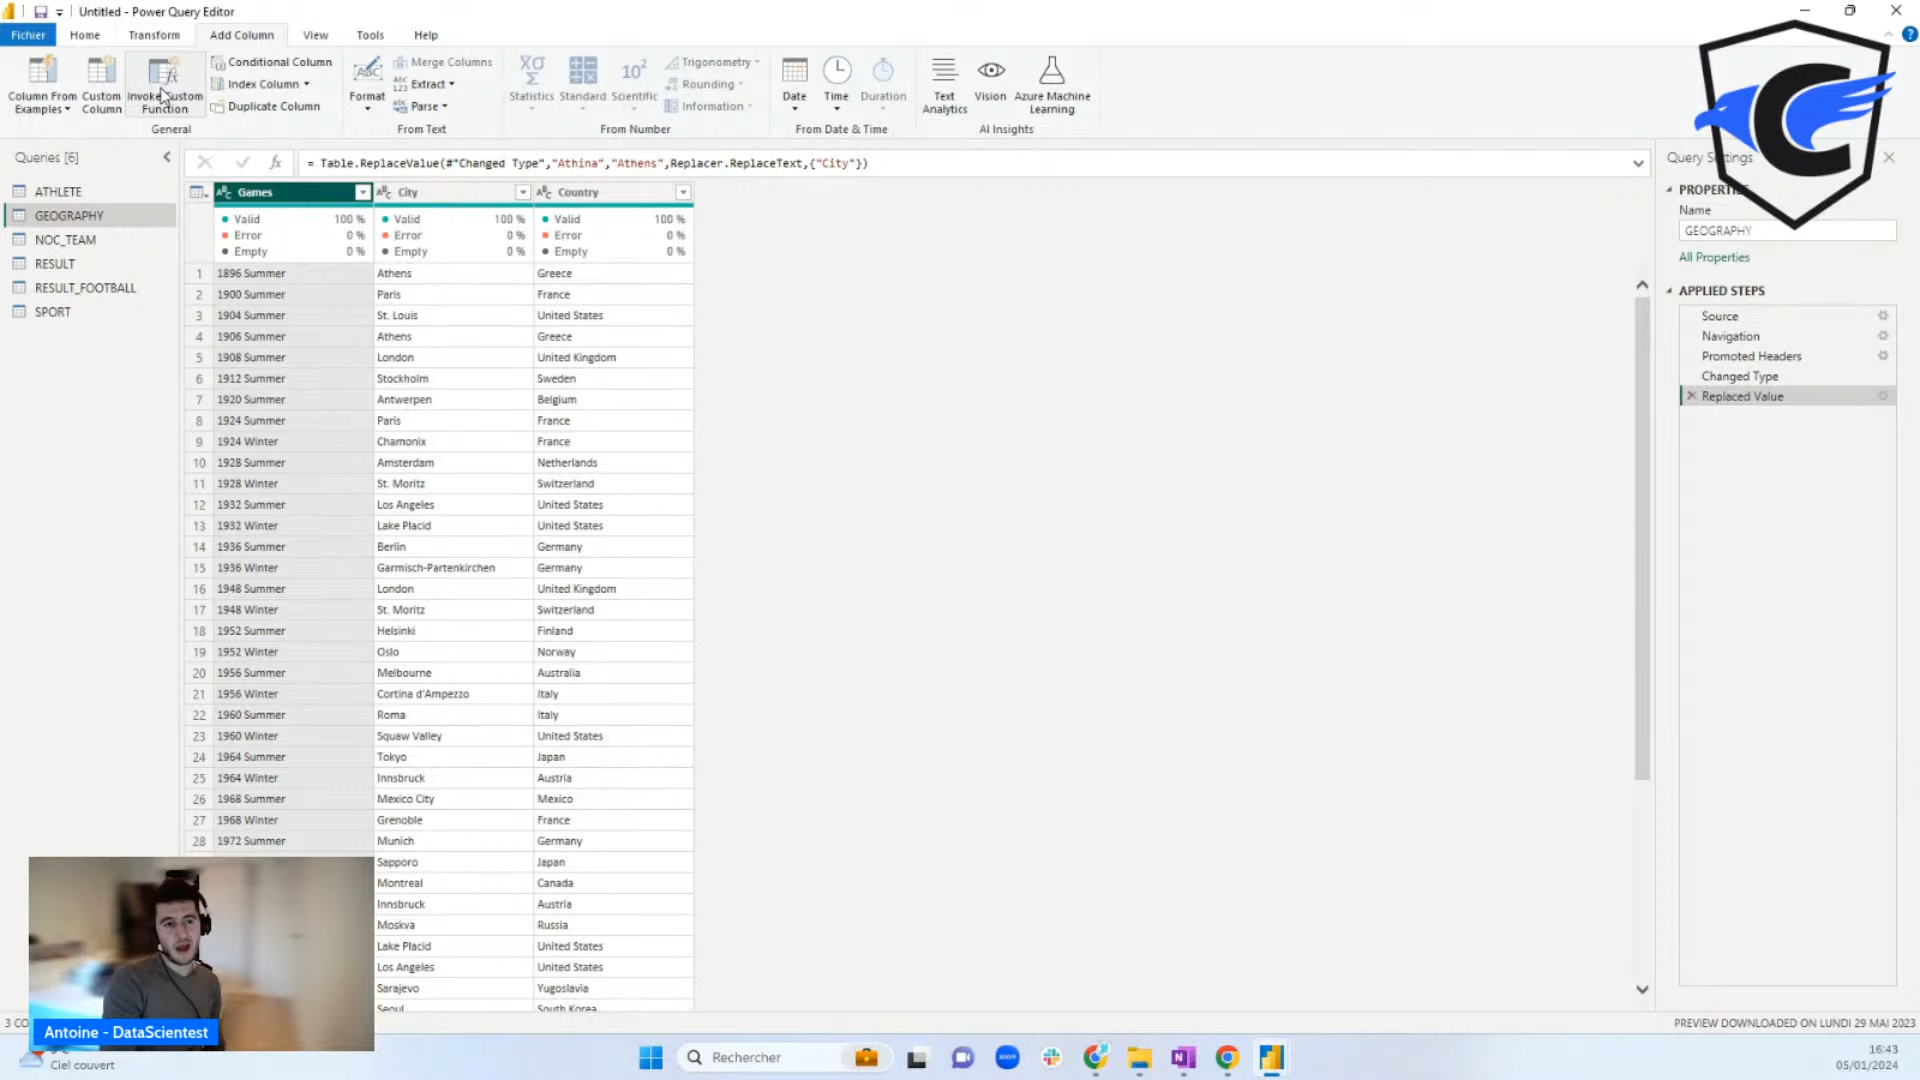 Untitled - Power Query Editor
Fichier
Home
Transform
Add Column
View
Tools
Help
Column From Examples
Custom Column
Invoke Custom Function
Conditional Column
Index Column
Duplicate Column
General
Format
Merge Columns
Extract
Parse
From Text
Statistics
Standard
Scientific
Trigonometry
Rounding
Information
From Number
Date
Time
Duration
From Date & Time
Text Analytics
Vision
Azure Machine Learning
AI Insights
Queries [6]
ATHLETE
GEOGRAPHY
NOC_TEAM
RESULT
RESULT_FOOTBALL
SPORT
= Table.ReplaceValue(#"Changed Type","Athina","Athens",Replacer.ReplaceText,{"City"})
Games City Country
Valid 100 % Valid 100 % Valid 100 %
Error 0 % Error 0 % Error 0 %
Empty 0 % Empty 0 % Empty 0 %
1 1896 Summer Athens Greece
2 1900 Summer Paris France
3 1904 Summer St. Louis United States
4 1906 Summer Athens Greece
5 1908 Summer London United Kingdom
6 1912 Summer Stockholm Sweden
7 1920 Summer Antwerpen Belgium
8 1924 Summer Paris France
9 1924 Winter Chamonix France
10 1928 Summer Amsterdam Netherlands
11 1928 Winter St. Moritz Switzerland
12 1932 Summer Los Angeles United States
13 1932 Winter Lake Placid United States
14 1936 Summer Berlin Germany
15 1936 Winter Garmisch-Partenkirchen Germany
16 1948 Summer London United Kingdom
17 1948 Winter St. Moritz Switzerland
18 1952 Summer Helsinki Finland
19 1952 Winter Oslo Norway
20 1956 Summer Melbourne Australia
21 1956 Winter Cortina d'Ampezzo Italy
22 1960 Summer Roma Italy
23 1960 Winter Squaw Valley United States
24 1964 Summer Tokyo Japan
25 1964 Winter Innsbruck Austria
26 1968 Summer Mexico City Mexico
27 1968 Winter Grenoble France
28 1972 Summer Munich Germany
Sapporo Japan
Montreal Canada
Innsbruck Austria
Moskva Russia
Lake Placid United States
Los Angeles United States
Sarajevo Yugoslavia
Seoul South Korea
Query Settings
PROPERTIES
Name
GEOGRAPHY
All Properties
APPLIED STEPS
Source
Navigation
Promoted Headers
Changed Type
Replaced Value
Antoine - DataScientest
PREVIEW DOWNLOADED ON LUNDI 29 MAI 2023
Ciel couvert
Rechercher
16:43
05/01/2024